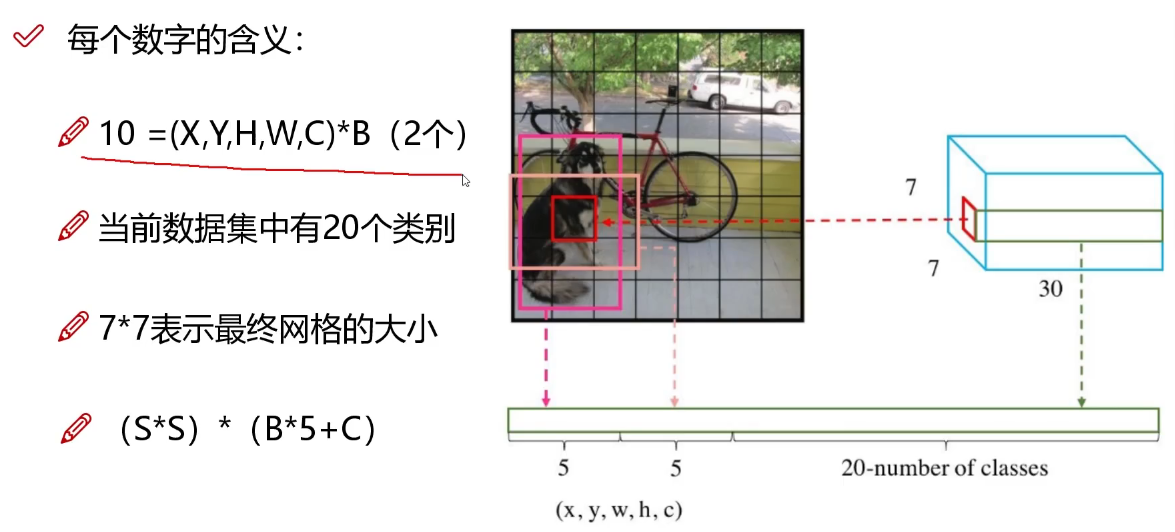 每个数字的含义：
10 =(X,Y,H,W,C)*B（2个）
当前数据集中有20个类别
7*7表示最终网格的大小
（S*S）*（B*5+C）
7
7
30
5
5
20-number of classes
(x, y, w, h, c)